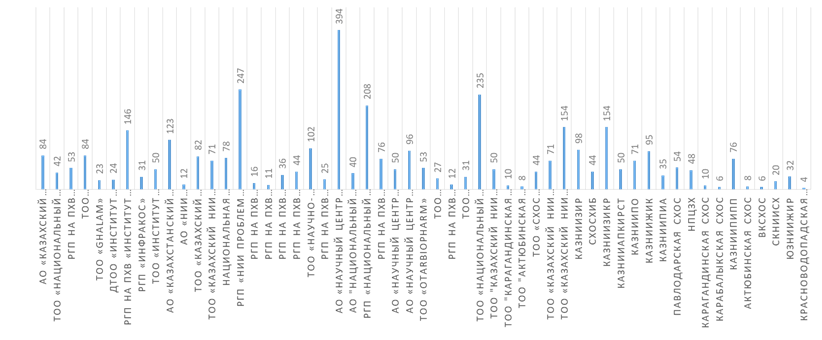 84
42
53
84
23
24
146
31
50
123
12
82
71
78
247
16
11
36
44
102
25
394
40
208
76
50
96
53
27
12
31
235
50
10
8
44
71
154
98
44
154
50
71
95
35
54
48
10
6
76
8
6
20
32
4
АО «КАЗАХСКИЙ…
ТОО «НАЦИОНАЛЬНЫЙ…
РГП НА ПХВ…
ТОО…
ТОО «GHALAM»
ДТОО «ИНСТИТУТ…
РГП НА ПХВ «ИНСТИТУТ…
РГП «ИНФРАКОС»
ТОО «ИНСТИТУТ…
АО «КАЗАХСТАНСКИЙ…
АО «НИИ…
ТОО «КАЗАХСКИЙ…
ТОО «КАЗАХСКИЙ НИИ…
НАЦИОНАЛЬНАЯ…
РГП «НИИ ПРОБЛЕМ…
РГП НА ПХВ…
РГП НА ПХВ…
РГП НА ПХВ…
РГП НА ПХВ…
ТОО «НАУЧНО-…
РГП НА ПХВ…
АО «НАУЧНЫЙ ЦЕНТР…
АО "НАЦИОНАЛЬНЫЙ…
РГП «НАЦИОНАЛЬНЫЙ…
РГП НА ПХВ…
АО «НАУЧНЫЙ ЦЕНТР…
АО «НАУЧНЫЙ ЦЕНТР…
ТОО «OTARBIOPHARM»
ТОО…
РГП НА ПХВ…
ТОО…
ТОО «НАЦИОНАЛЬНЫЙ…
ТОО "КАЗАХСКИЙ НИИ…
ТОО "КАРАГАНДИНСКАЯ…
ТОО "АКТЮБИНСКАЯ…
ТОО «СХОС…
ТОО «КАЗАХСКИЙ НИИ…
ТОО «КАЗАХСКИЙ НИИ…
КАЗНИИЗИР
СХОСХИБ
КАЗНИИЗИКР
КАЗНИИАПКИРСТ
КАЗНИИПО
КАЗНИИЖИК
КАЗНИИПИА
ПАВЛОДАРСКАЯ СХОС
НПЦЗХ
КАРАГАНДИНСКАЯ СХОС
КАРАБАЛЫКСКАЯ СХОС
КАЗНИИПИПП
АКТЮБИНСКАЯ СХОС
ВКСХОС
СКНИИСХ
ЮЗНИИЖИР
КРАСНОВОДОПАДСКАЯ…